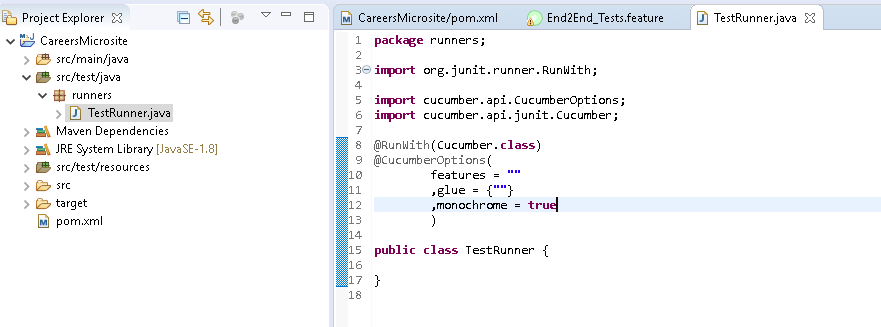 Project Explorer
CareersMicrosite
src/main/java
src/test/java
runners
TestRunner.java
Maven Dependencies
JRE System Library [JavaSE-1.8]
src/test/resources
src
target
pom.xml
CareersMicrosite/pom.xml
End2End_Tests.feature
TestRunner.java
1 package runners;
2
3 import org.junit.runner.RunWith;
4
5 import cucumber.api.CucumberOptions;
6 import cucumber.api.junit.Cucumber;
7
8 @RunWith(Cucumber.class)
9 @CucumberOptions(
10 features = ""
11 ,glue = {""}
12 ,monochrome = true
13 )
14
15 public class TestRunner {
16
17 }
18